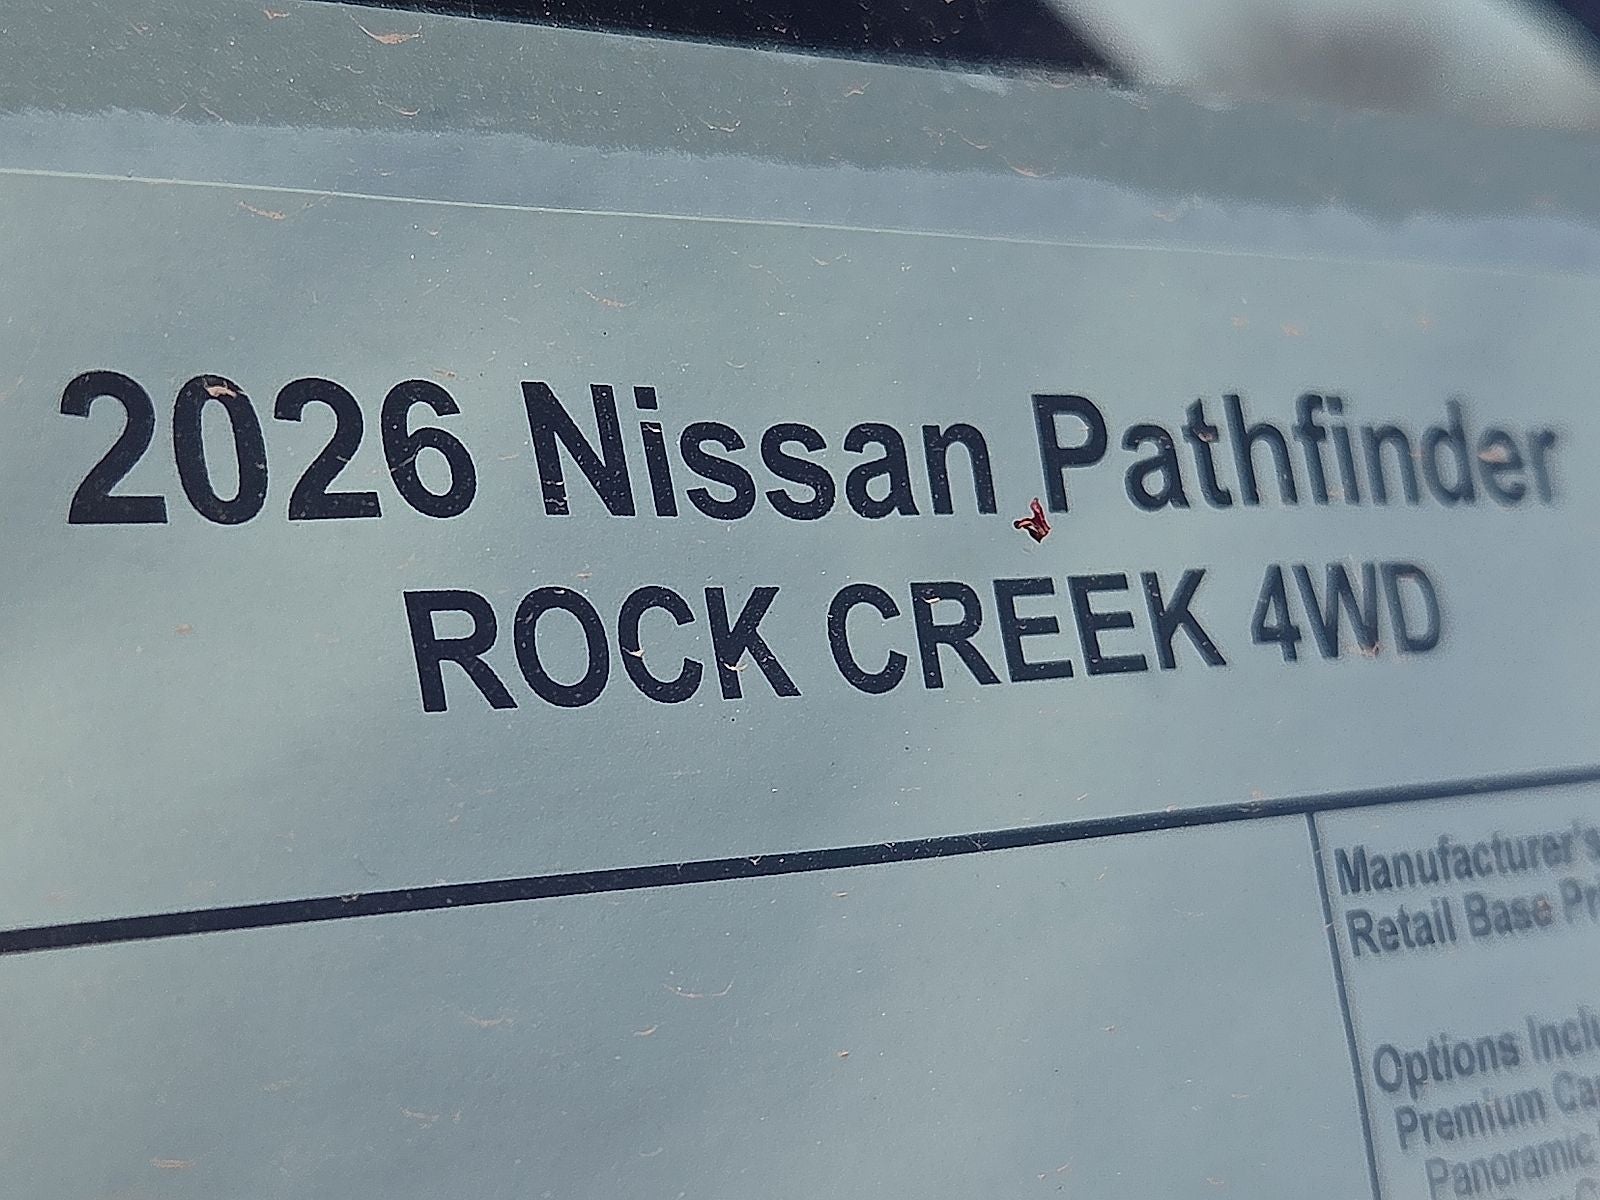 2026 Nissan Pathfinder
ROCK CREEK 4WD
Manufacturer's
Retail Base
Options
Premium
Panoramic